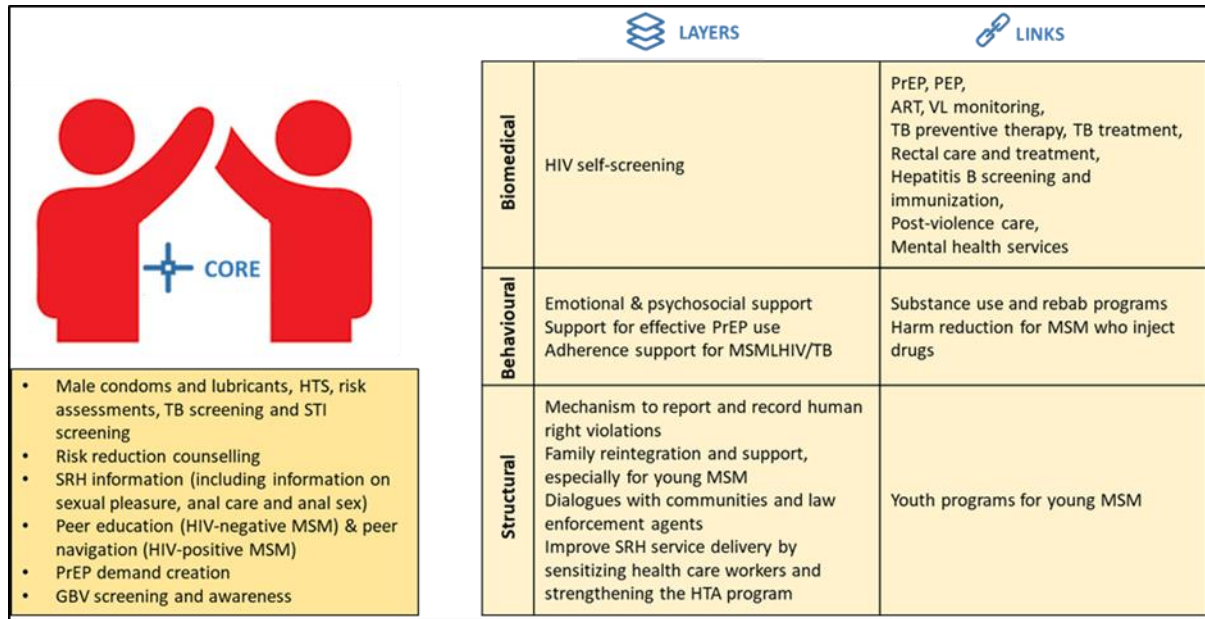 LAYERS
LINKS
CORE
• Male condoms and lubricants, HTS, risk
assessments, TB screening and STI
screening
• Risk reduction counselling
• SRH information (including information on
sexual pleasure, anal care and anal sex)
• Peer education (HIV-negative MSM) & peer
navigation (HIV-positive MSM)
• PrEP demand creation
• GBV screening and awareness
Biomedical
HIV self-screening
PrEP, PEP,
ART, VL monitoring,
TB preventive therapy, TB treatment,
Rectal care and treatment,
Hepatitis B screening and
immunization,
Post-violence care,
Mental health services
Behavioural
Emotional & psychosocial support
Support for effective PrEP use
Adherence support for MSMLHIV/TB
Substance use and rebab programs
Harm reduction for MSM who inject
drugs
Structural
Mechanism to report and record human
right violations
Family reintegration and support,
especially for young MSM
Dialogues with communities and law
enforcement agents
Improve SRH service delivery by
sensitizing health care workers and
strengthening the HTA program
Youth programs for young MSM